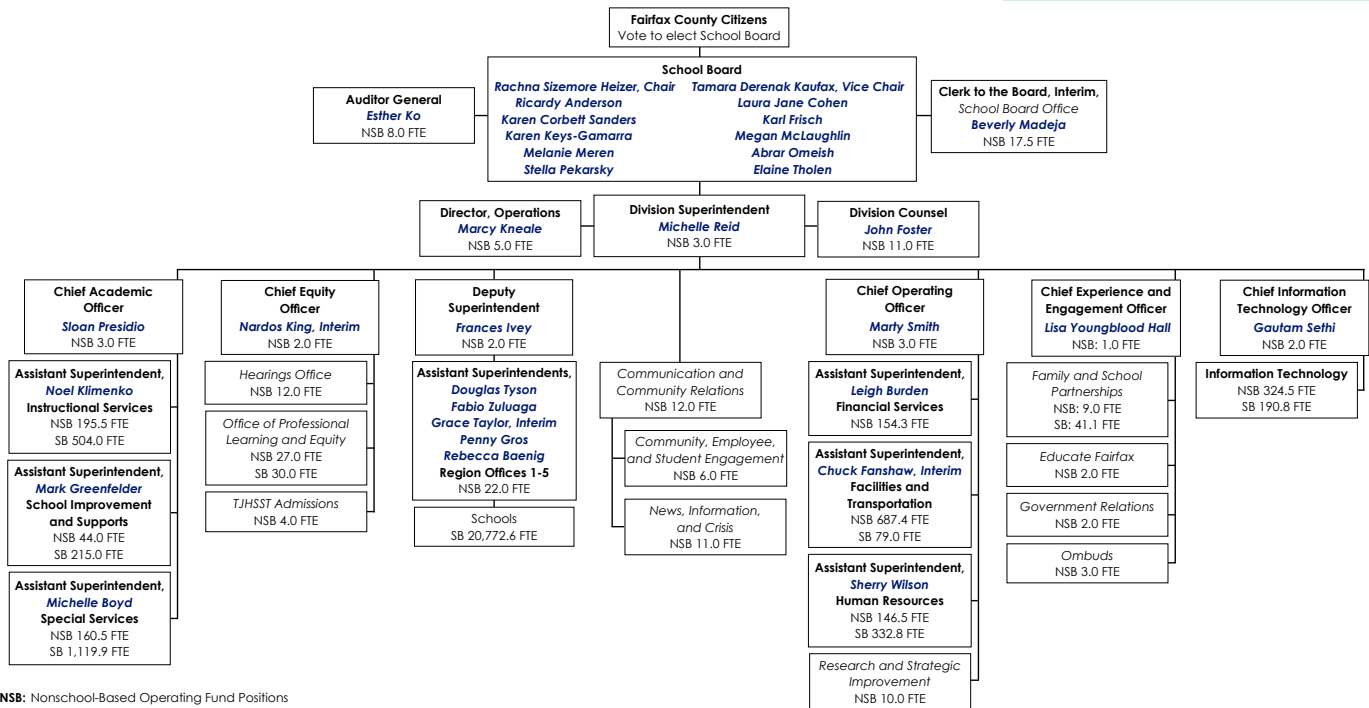 Fairfax County Citizens
Vote to elect School Board
School Board
Rachna Sizemore Heizer, Chair
Tamara Derenak Kaufax, Vice Chair
Ricardy Anderson
Laura Jane Cohen
Karen Corbett Sanders
Karl Frisch
Karen Keys-Gamarra
Megan McLaughlin
Melanie Meren
Abrar Omeish
Stella Pekarsky
Elaine Tholen
Auditor General
Esther Ko
NSB 8.0 FTE
Clerk to the Board, Interim,
School Board Office
Beverly Madeja
NSB 17.5 FTE
Director, Operations
Marcy Kneale
NSB 5.0 FTE
Division Superintendent
Michelle Reid
NSB 3.0 FTE
Division Counsel
John Foster
NSB 11.0 FTE
Chief Academic
Officer
Sloan Presidio
NSB 3.0 FTE
Assistant Superintendent,
Noel Klimenko
Instructional Services
NSB 195.5 FTE
SB 504.0 FTE
Assistant Superintendent,
Mark Greenfelder
School Improvement
and Supports
NSB 44.0 FTE
SB 215.0 FTE
Assistant Superintendent,
Michelle Boyd
Special Services
NSB 160.5 FTE
SB 1,119.9 FTE
Chief Equity
Officer
Nardos King, Interim
NSB 2.0 FTE
Hearings Office
NSB 12.0 FTE
Office of Professional
Learning and Equity
NSB 27.0 FTE
SB 30.0 FTE
TJHSST Admissions
NSB 4.0 FTE
Deputy
Superintendent
Frances Ivey
NSB 2.0 FTE
Assistant Superintendents,
Douglas Tyson
Fabio Zuluaga
Grace Taylor, Interim
Penny Gros
Rebecca Baenig
Region Offices 1-5
NSB 22.0 FTE
Schools
SB 20,772.6 FTE
Communication and
Community Relations
NSB 12.0 FTE
Community, Employee,
and Student Engagement
NSB 6.0 FTE
News, Information,
and Crisis
NSB 11.0 FTE
Chief Operating
Officer
Marty Smith
NSB 3.0 FTE
Assistant Superintendent,
Leigh Burden
Financial Services
NSB 154.3 FTE
Assistant Superintendent,
Chuck Fanshaw, Interim
Facilities and
Transportation
NSB 687.4 FTE
SB 79.0 FTE
Assistant Superintendent,
Sherry Wilson
Human Resources
NSB 146.5 FTE
SB 332.8 FTE
Research and Strategic
Improvement
NSB 10.0 FTE
Chief Experience and
Engagement Officer
Lisa Youngblood Hall
NSB: 1.0 FTE
Family and School
Partnerships
NSB: 9.0 FTE
SB: 41.1 FTE
Educate Fairfax
NSB 2.0 FTE
Government Relations
NSB 2.0 FTE
Ombuds
NSB 3.0 FTE
Chief Information
Technology Officer
Gautam Sethi
NSB 2.0 FTE
Information Technology
NSB 324.5 FTE
SB 190.8 FTE
NSB: Nonschool-Based Operating Fund Positions